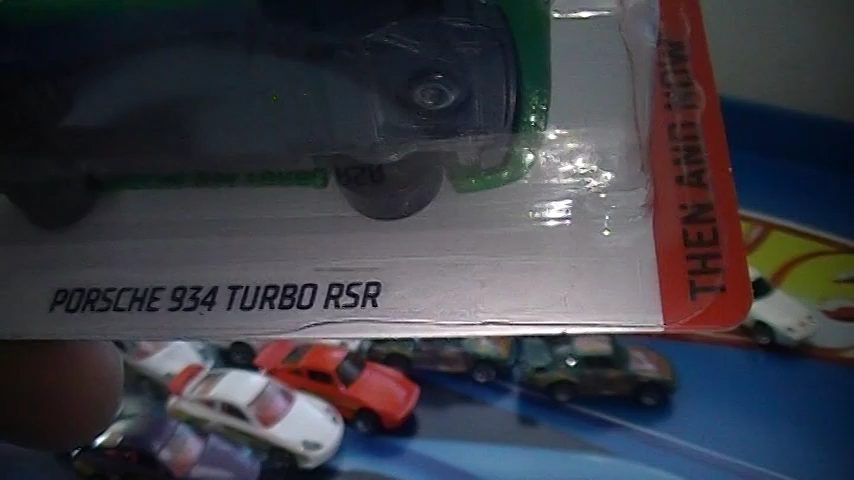 PORSCHE 934 TURBO RSR
THEN AND NOW